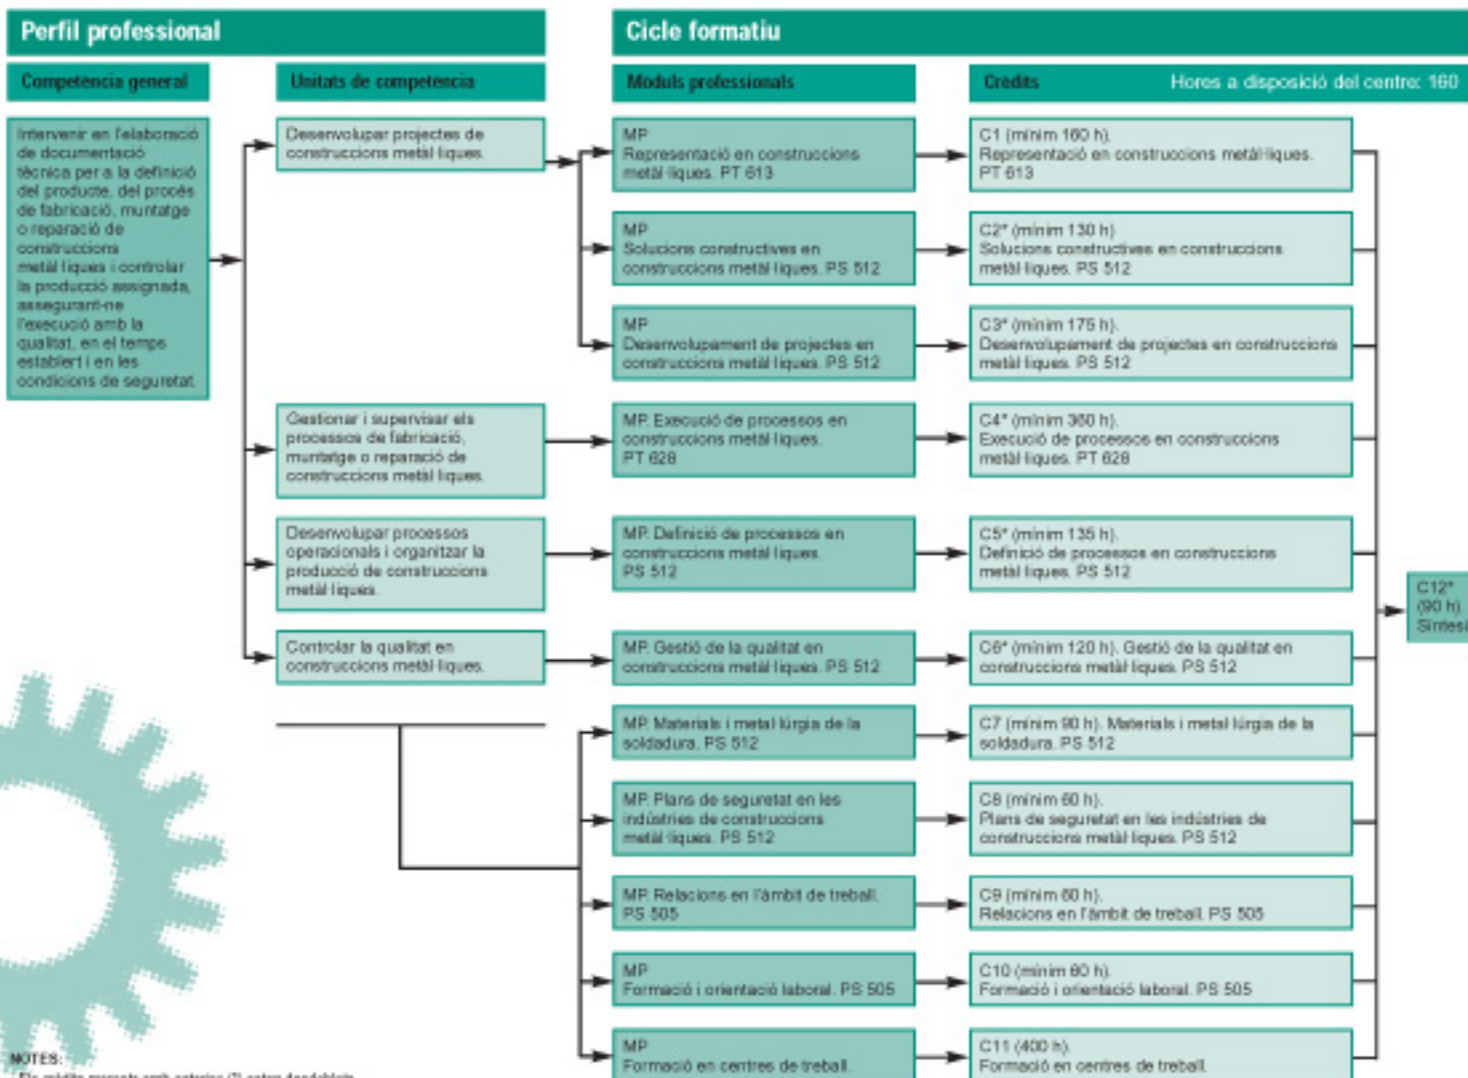 Perfil professional
Cicle formatiu
Competència general
Unitats de competència
Mòduls professionals
Crèdits
Hores a disposició del centre: 160
Intervenir en l'elaboració
de documentació
tècnica per a la definició
del producte, del procés
de fabricació, muntatge
o reparació de
construccions
metàl·liques i controlar
la producció assignada,
assegurant-ne
l'execució amb la
qualitat, en el temps
establert i en les
condicions de seguretat.
Desenvolupar projectes de
construccions metàl·liques.
Gestionar i supervisar els
processos de fabricació,
muntatge o reparació de
construccions metàl·liques.
Desenvolupar processos
operacionals i organitzar la
producció de construccions
metàl·liques.
Controlar la qualitat en
construccions metàl·liques.
MP
Representació en construccions
metàl·liques. PT 613
MP
Solucions constructives en
construccions metàl·liques. PS 512
MP
Desenvolupament de projectes en
construccions metàl·liques. PS 512
MP. Execució de processos en
construccions metàl·liques.
PT 628
MP. Definició de processos en
construccions metàl·liques.
PS 512
MP. Gestió de la qualitat en
construccions metàl·liques. PS 512
MP. Materials i metal·lúrgia de la
soldadura. PS 512
MP. Plans de seguretat en les
indústries de construccions
metàl·liques. PS 512
MP. Relacions en l'àmbit de treball.
PS 505
MP
Formació i orientació laboral. PS 505
MP
Formació en centres de treball.
C1 (mínim 160 h).
Representació en construccions metàl·liques.
PT 613
C2* (mínim 130 h)
Solucions constructives en construccions
metàl·liques. PS 512
C3* (mínim 175 h).
Desenvolupament de projectes en construccions
metàl·liques. PS 512
C4* (mínim 360 h).
Execució de processos en construccions
metàl·liques. PT 628
C5* (mínim 135 h).
Definició de processos en construccions
metàl·liques. PS 512
C6* (mínim 120 h). Gestió de la qualitat en
construccions metàl·liques. PS 512
C7 (mínim 90 h). Materials i metal·lúrgia de la
soldadura. PS 512
C8 (mínim 60 h).
Plans de seguretat en les indústries de
construccions metàl·liques. PS 512
C9 (mínim 60 h).
Relacions en l'àmbit de treball. PS 505
C10 (mínim 60 h).
Formació i orientació laboral. PS 505
C11 (400 h).
Formació en centres de treball.
C12*
(90 h).
Síntesi
NOTES: